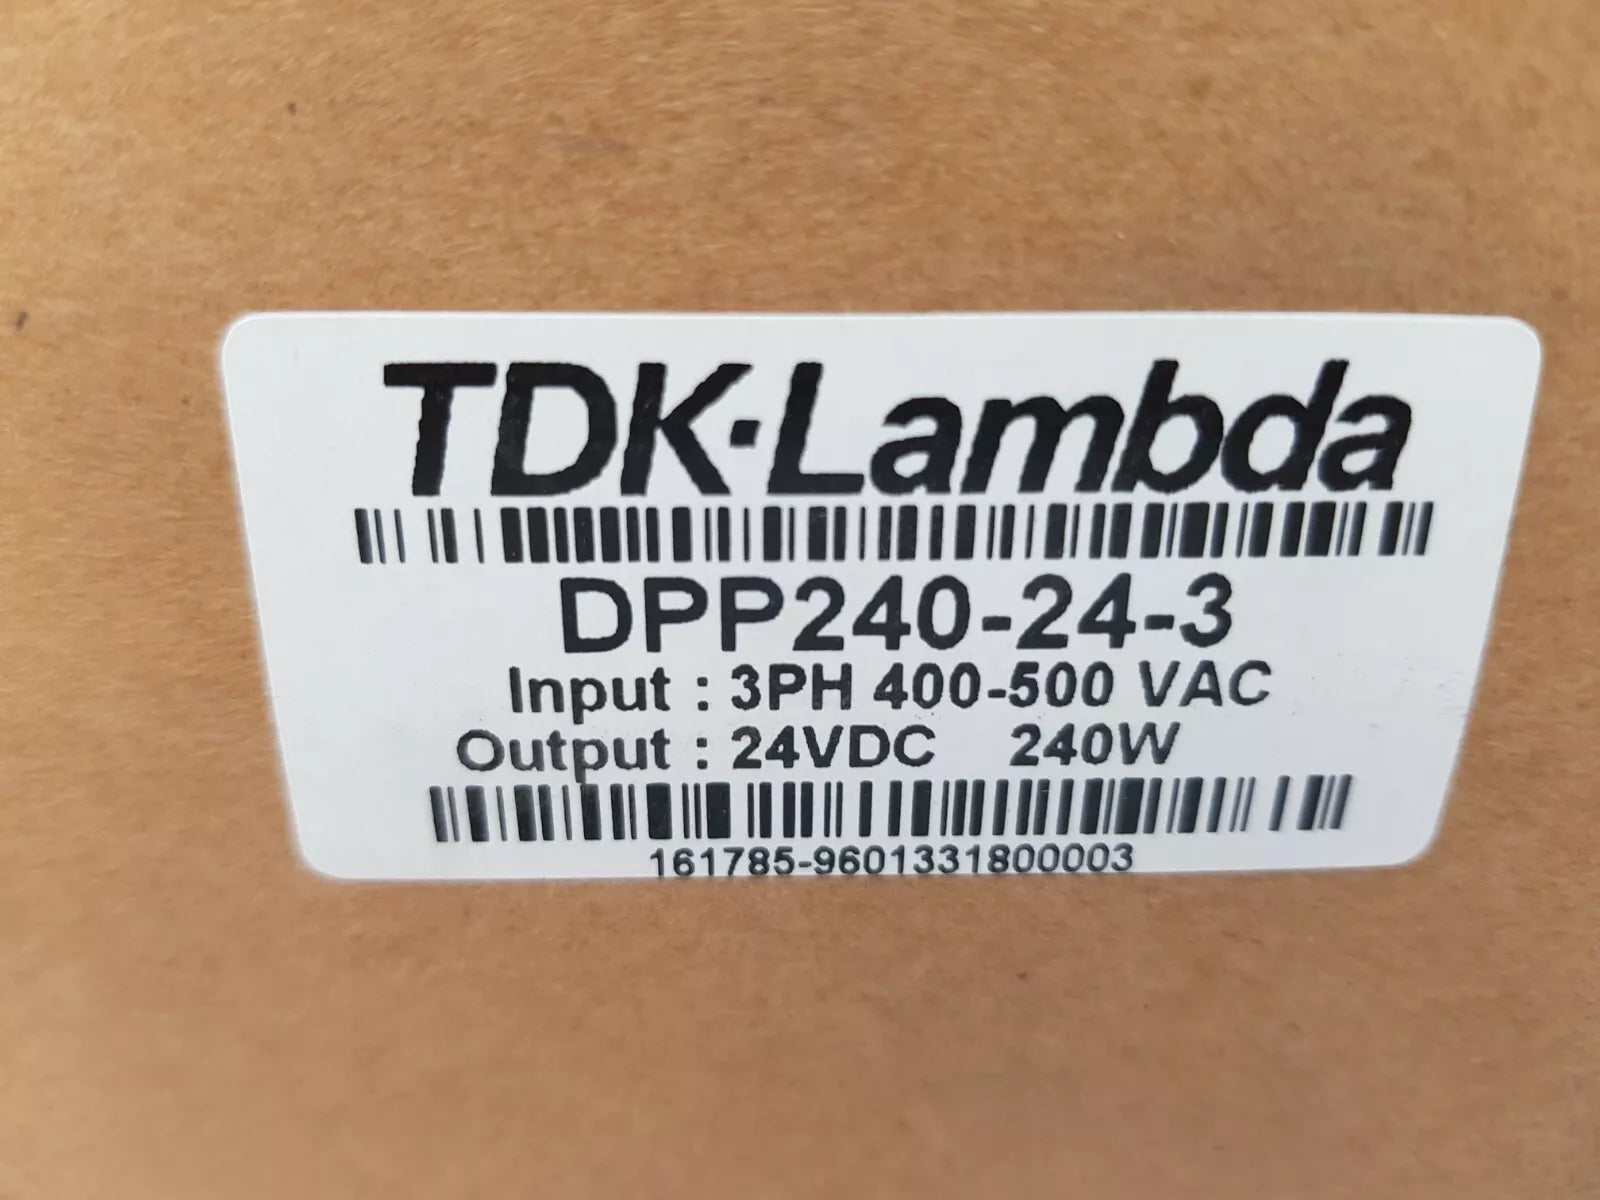 TDK·Lambda
DPP240-24-3
Input : 3PH 400-500 VAC
Output : 24VDC 240W
161785-9601331800003